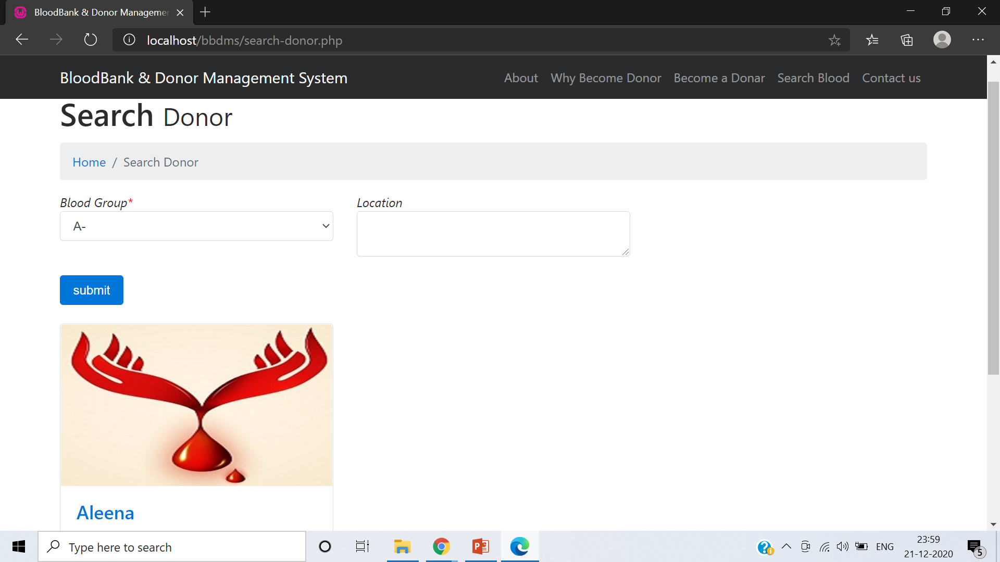 BloodBank & Donor Managemen
localhost/bbdms/search-donor.php
BloodBank & Donor Management System
About Why Become Donor Become a Donar Search Blood Contact us
Search Donor
Home / Search Donor
Blood Group* Location
A-
submit
Aleena
Type here to search
ENG
23:59
21-12-2020
5